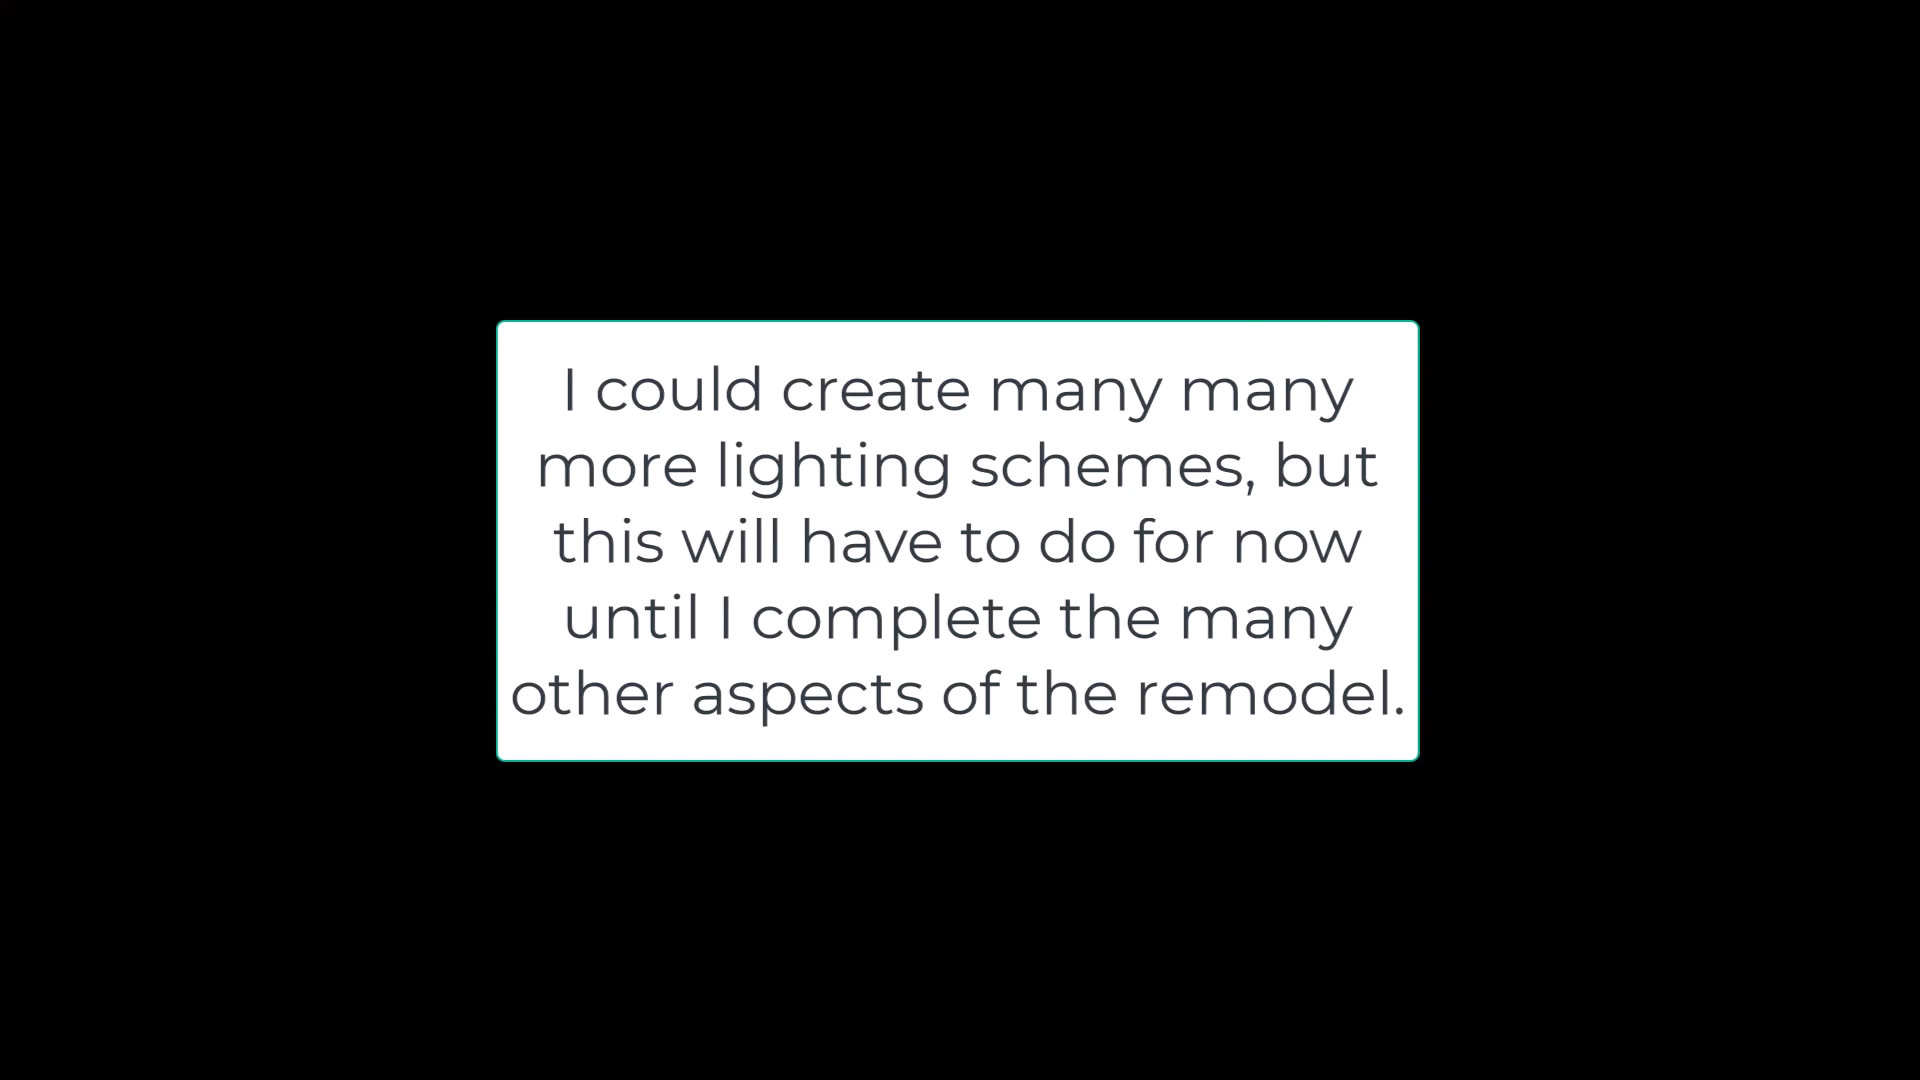 I could create many many
more lighting schemes, but
this will have to do for now
until I complete the many
other aspects of the remodel.